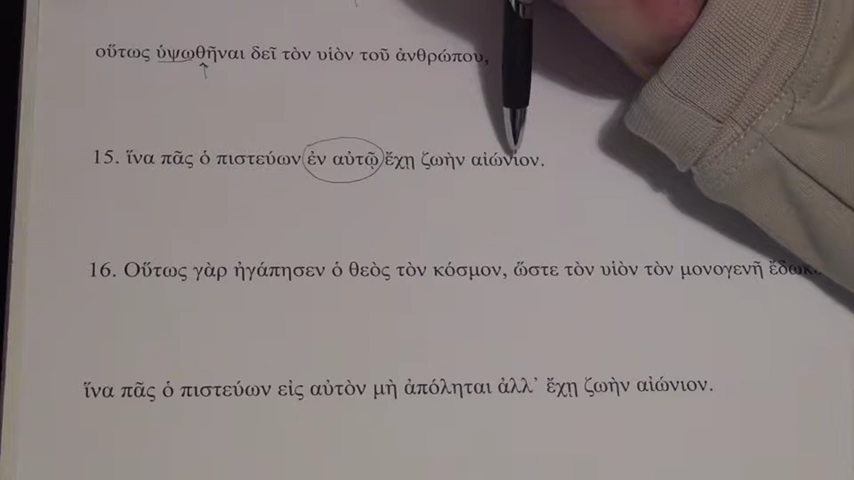 οὕτως ὑψωθῆναι δεῖ τὸν υἱὸν τοῦ ἀνθρώπου,
15. ἵνα πᾶς ὁ πιστεύων ἐν αὐτῷ ἔχῃ ζωὴν αἰώνιον.
16. Οὕτως γὰρ ἠγάπησεν ὁ θεὸς τὸν κόσμον, ὥστε τὸν υἱὸν τὸν μονογενῆ
ἵνα πᾶς ὁ πιστεύων εἰς αὐτὸν μὴ ἀπόληται ἀλλ᾽ ἔχῃ ζωὴν αἰώνιον.